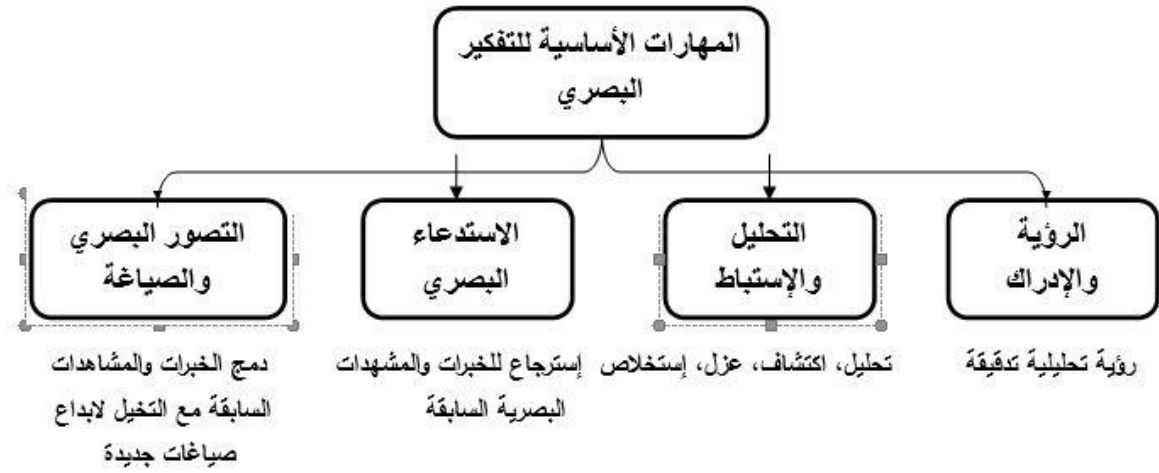 المهارات الأساسية للتفكير
البصري
الرؤية
والإدراك
التحليل
والإستباط
الاستدعاء
البصري
التصور البصري
والصياغة
رؤية تحليلية تدقيقة
تحليل، اكتشاف، عزل، إستخلاص
إسترجاع للخبرات والمشهدات
البصرية السابقة
دمج الخبرات والمشاهدات
السابقة مع التخيل لابداع
صياغات جديدة